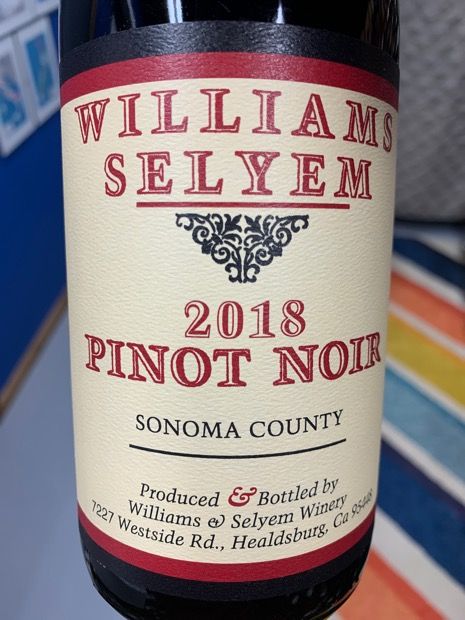 WILLIAMS
SELYEM
2018
PINOT NOIR
SONOMA COUNTY
Produced & Bottled by
Williams & Selyem Winery
7227 Westside Rd., Healdsburg, Ca 95448